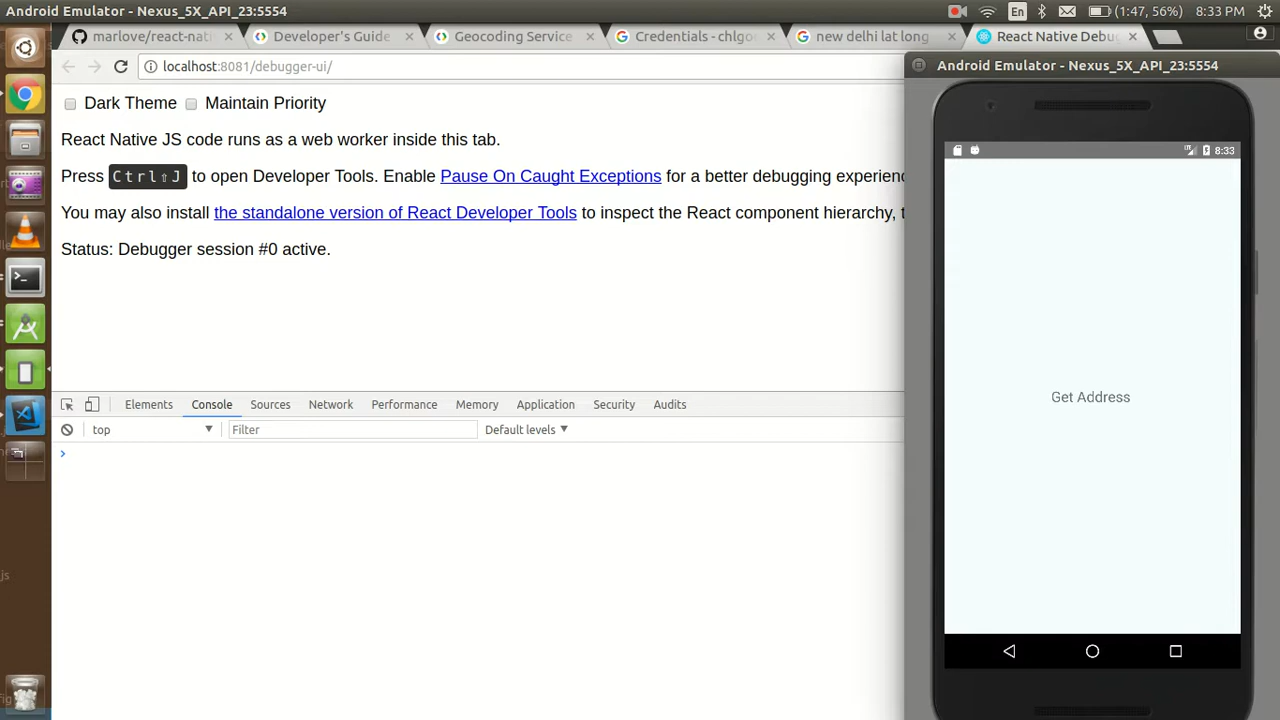 Android Emulator - Nexus_5X_API_23:5554
En
(1:47, 56%)
8:33 PM
marlove/react-nat
Developer's Guide
Geocoding Service
Credentials - chlgon
new delhi lat long
React Native Debu
localhost:8081/debugger-ui/
Android Emulator - Nexus_5X_API_23:5554
Dark Theme
Maintain Priority
React Native JS code runs as a web worker inside this tab.
Press Ctrl⇧J to open Developer Tools. Enable Pause On Caught Exceptions for a better debugging experienc
You may also install the standalone version of React Developer Tools to inspect the React component hierarchy, t
Status: Debugger session #0 active.
8:33
Get Address
Elements Console Sources Network Performance Memory Application Security Audits
top
Filter
Default levels